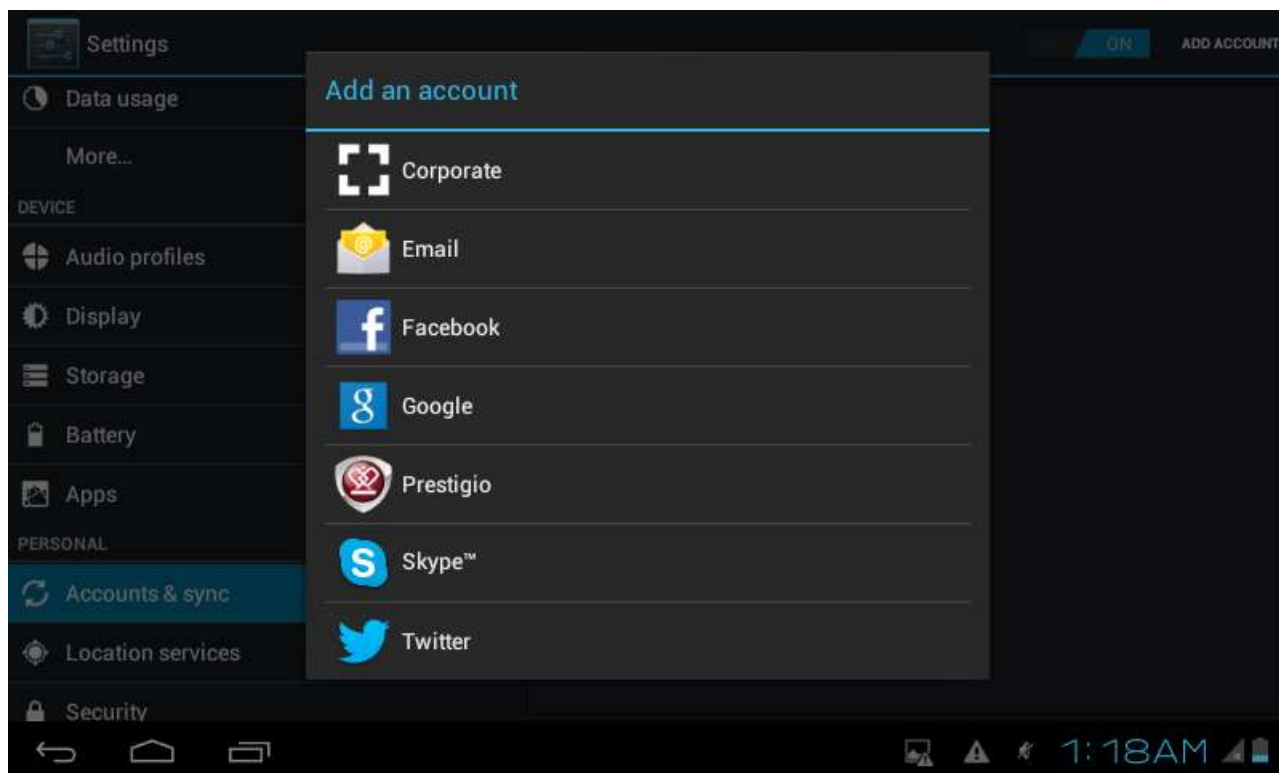 Settings
ON
ADD ACCOUNT
Data usage
More...
DEVICE
Audio profiles
Display
Storage
Battery
Apps
PERSONAL
Accounts & sync
Location services
Security
Add an account
Corporate
Email
Facebook
Google
Prestigio
Skype™
Twitter
1:18AM